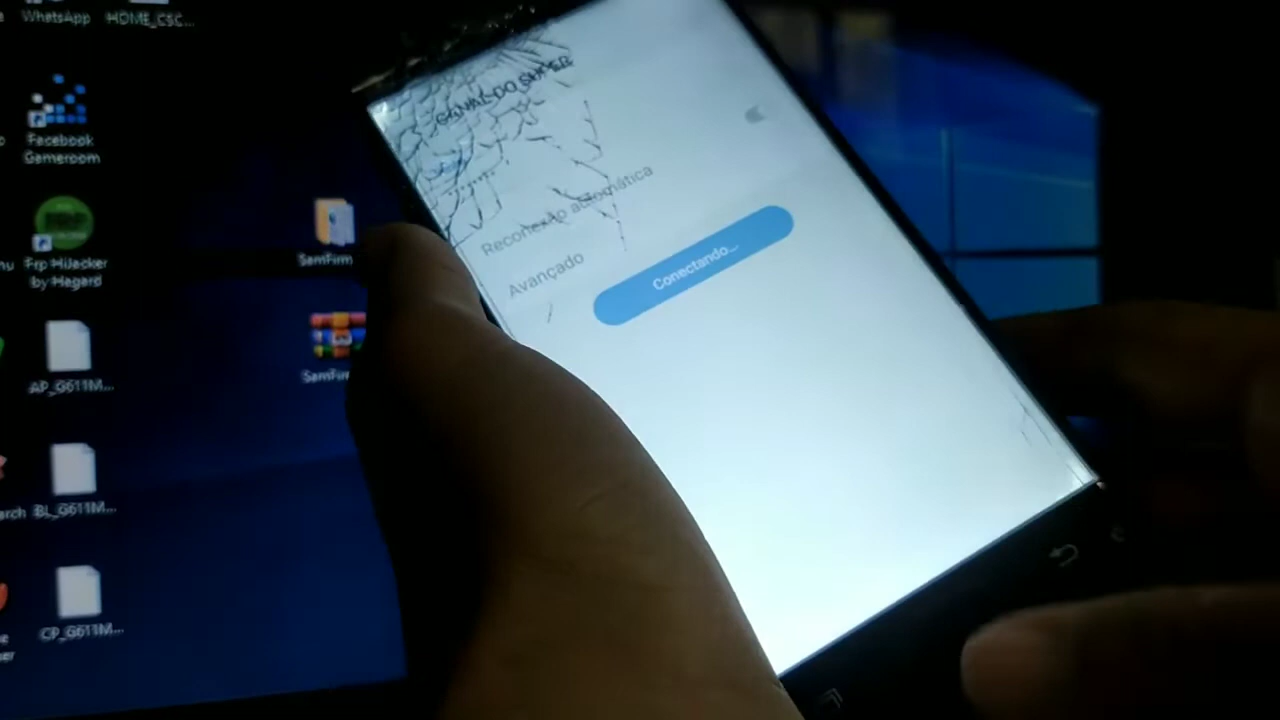 WhatsApp
HOME_CSC...
Facebook
Gameroom
Frp HiJacker
by Hagard
SamFirm
AP_G611M...
SamFir
BL_G611M...
CP_G611M...
CANAL DO SUPER
Reconexão automática
Avançado
Conectando...